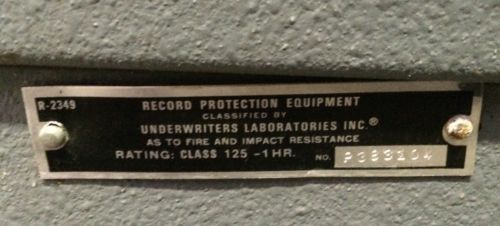 R-2349
RECORD PROTECTION EQUIPMENT
CLASSIFIED BY
UNDERWRITERS LABORATORIES INC.®
AS TO FIRE AND IMPACT RESISTANCE
RATING: CLASS 125 -1 HR. NO. P383104